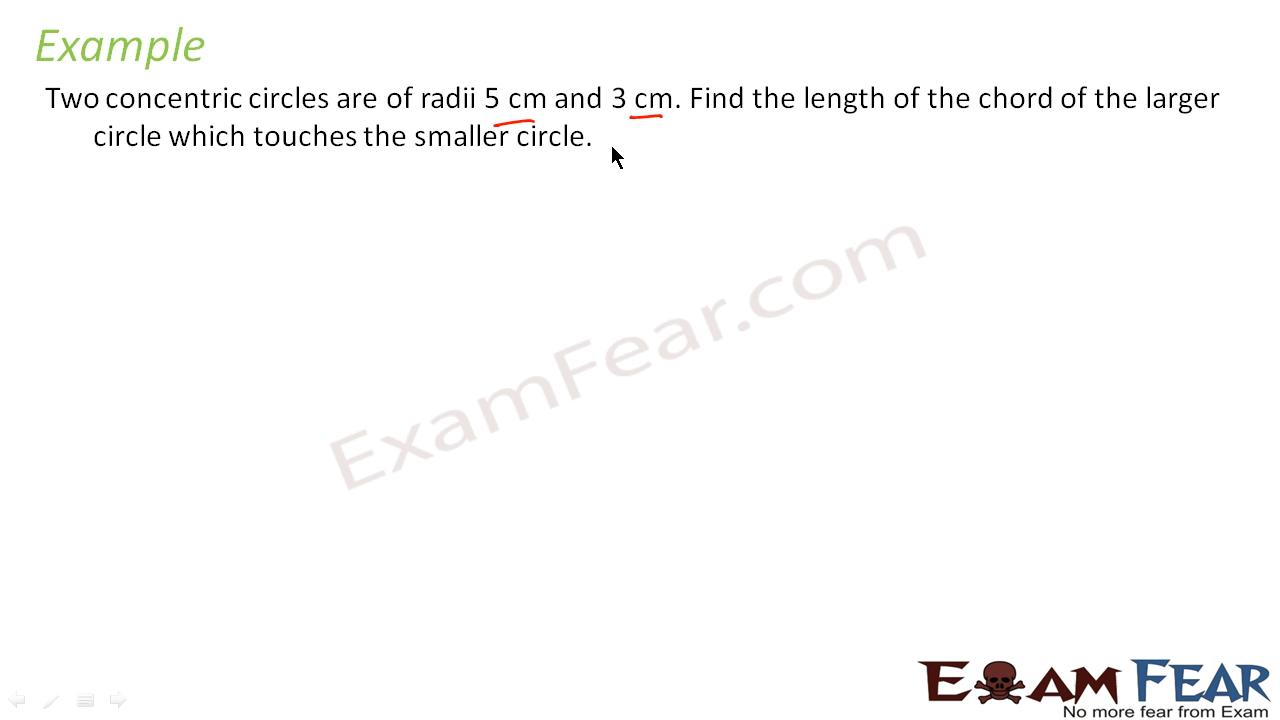 Example
Two concentric circles are of radii 5 cm and 3 cm. Find the length of the chord of the larger
circle which touches the smaller circle.
ExamFear.com
EXAM FEAR
No more fear from Exam